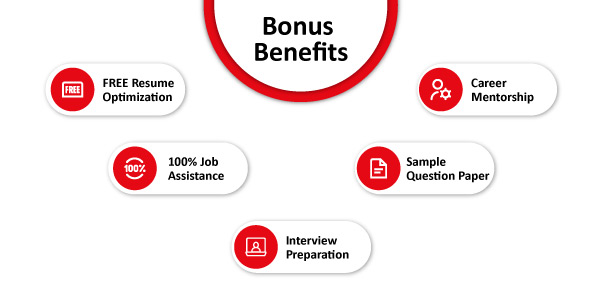 Bonus
Benefits
FREE
FREE Resume
Optimization
Career
Mentorship
100%
100% Job
Assistance
Sample
Question Paper
Interview
Preparation